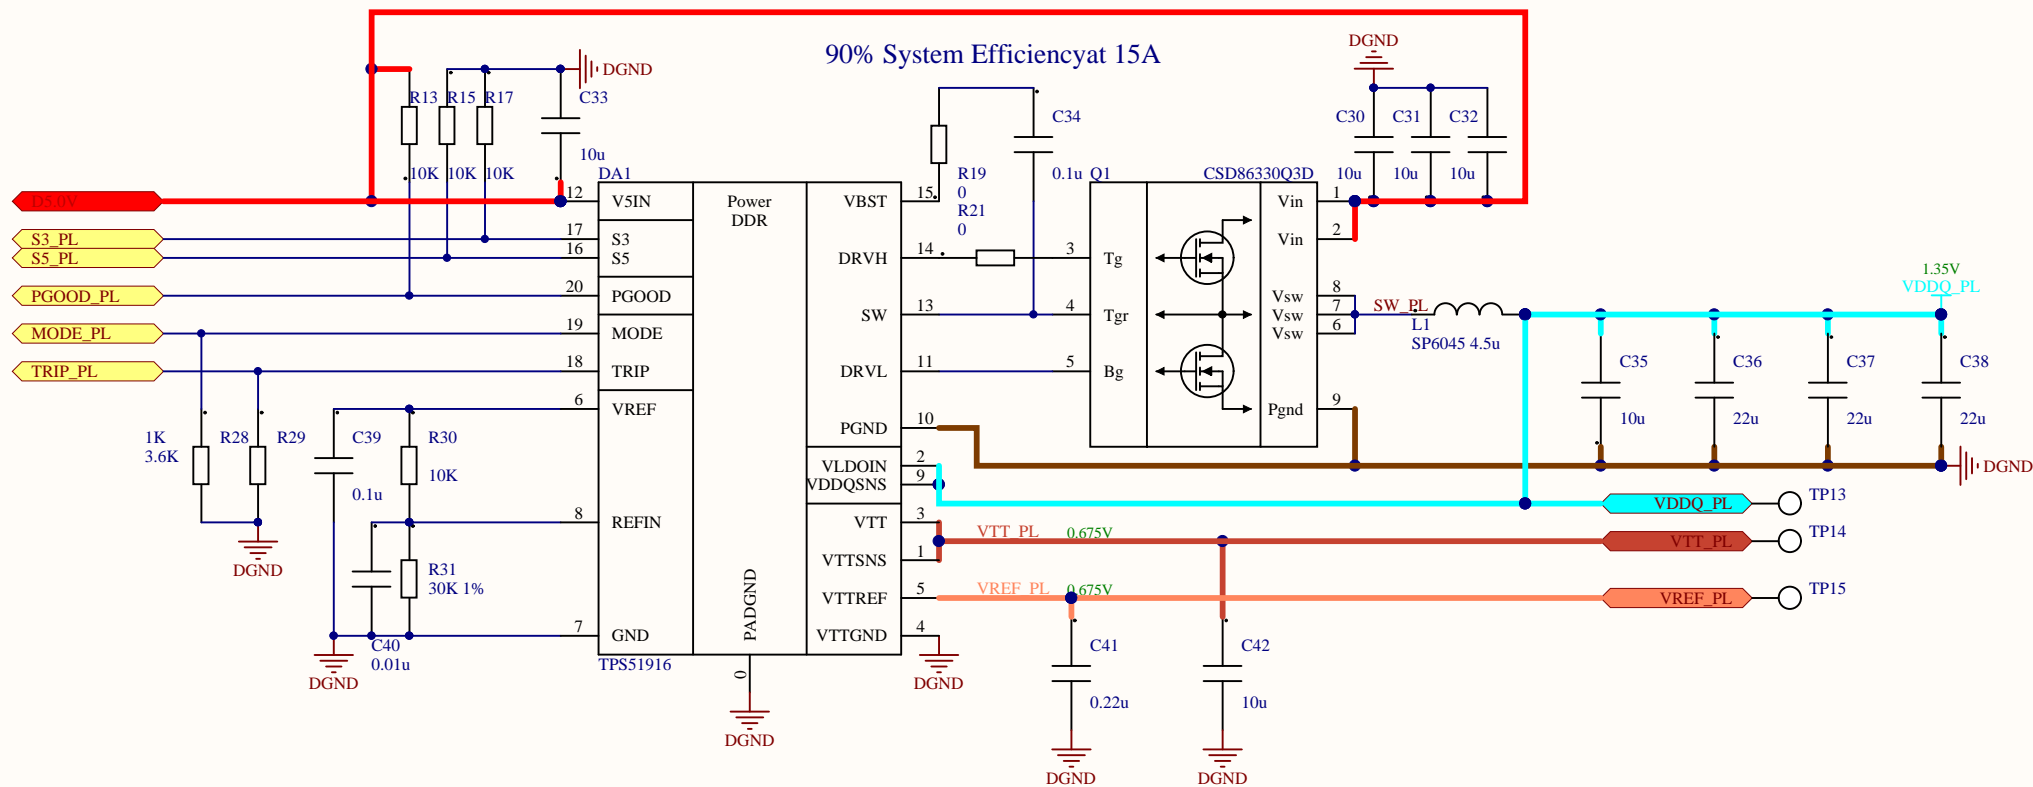 90% System Efficiencyat 15A
DGND
DGND
R13
R15
R17
C33
10K
10K
10K
10u
C34
0.1u
R19
0
R21
0
C30
C31
C32
10u
10u
10u
D5.0V
S3_PL
S5_PL
PGOOD_PL
MODE_PL
TRIP_PL
DA1
12
V5IN
17
S3
16
S5
20
PGOOD
19
MODE
18
TRIP
6
VREF
8
REFIN
7
GND
TPS51916
Power
DDR
PADGND
0
DGND
VBST
15
DRVH
14
SW
13
DRVL
11
PGND
10
VLDOIN
2
VDDQSNS
9
VTT
3
VTTSNS
1
VTTREF
5
VTTGND
4
DGND
Q1
CSD86330Q3D
3
Tg
4
Tgr
5
Bg
Vin
1
Vin
2
Vsw
8
Vsw
7
Vsw
6
Pgnd
9
SW_PL
L1
SP6045 4.5u
1.35V
VDDQ_PL
C35
10u
C36
22u
C37
22u
C38
22u
DGND
1K
3.6K
R28
R29
DGND
C39
0.1u
R30
10K
R31
30K 1%
C40
0.01u
DGND
VDDQ_PL
TP13
VTT_PL
0.675V
VTT_PL
TP14
VREF_PL
0.675V
VREF_PL
TP15
C41
0.22u
DGND
C42
10u
DGND